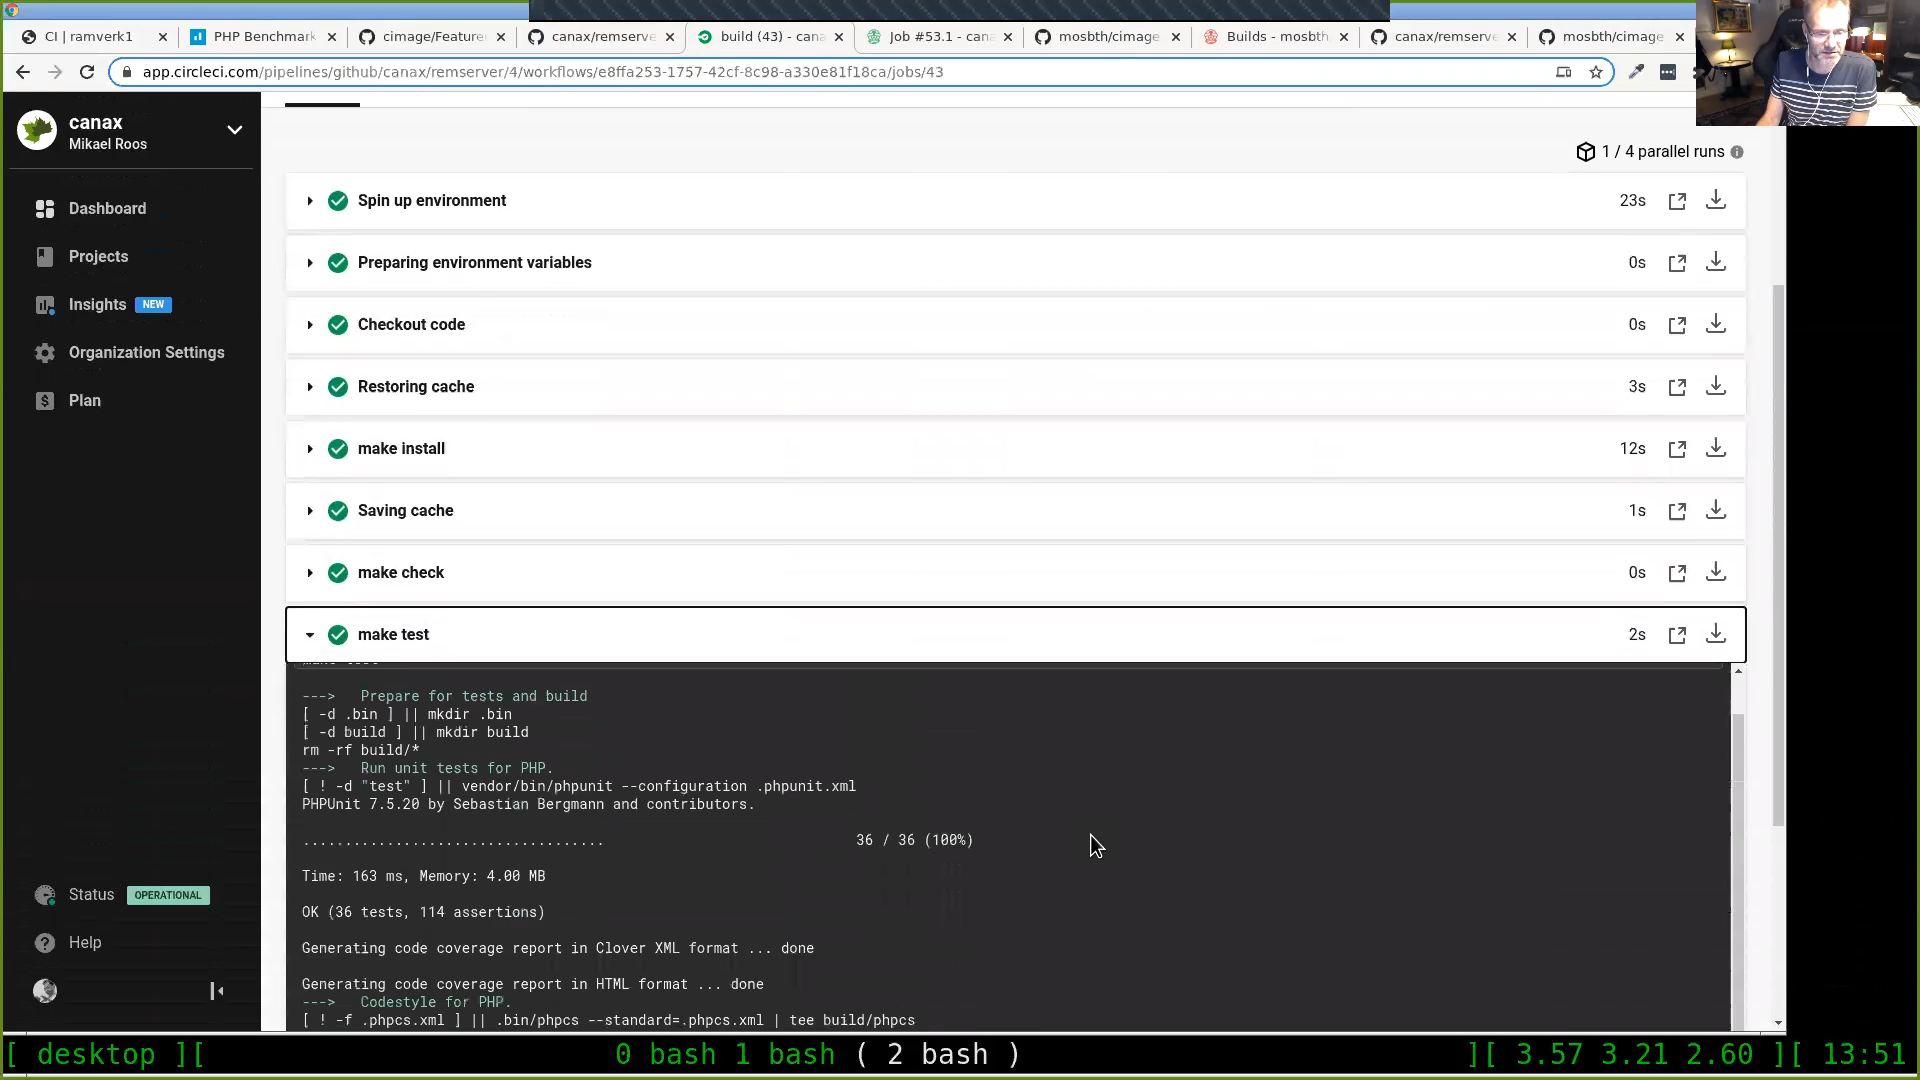 CI | ramverk1
PHP Benchmark
cimage/Feature
canax/remserve
build (43) - cana
Job #53.1 - cana
mosbth/cimage
Builds - mosbth
canax/remserve
mosbth/cimage
app.circleci.com/pipelines/github/canax/remserver/4/workflows/e8ffa253-1757-42cf-8c98-a330e81f18ca/jobs/43
canax
Mikael Roos
Dashboard
Projects
Insights NEW
Organization Settings
Plan
Status OPERATIONAL
Help
1 / 4 parallel runs
Spin up environment 23s
Preparing environment variables 0s
Checkout code 0s
Restoring cache 3s
make install 12s
Saving cache 1s
make check 0s
make test 2s
---> Prepare for tests and build
[ -d .bin ] || mkdir .bin
[ -d build ] || mkdir build
rm -rf build/*
---> Run unit tests for PHP.
[ ! -d "test" ] || vendor/bin/phpunit --configuration .phpunit.xml
PHPUnit 7.5.20 by Sebastian Bergmann and contributors.
.................................... 36 / 36 (100%)
Time: 163 ms, Memory: 4.00 MB
OK (36 tests, 114 assertions)
Generating code coverage report in Clover XML format ... done
Generating code coverage report in HTML format ... done
---> Codestyle for PHP.
[ ! -f .phpcs.xml ] || .bin/phpcs --standard=.phpcs.xml | tee build/phpcs
[ desktop ][ 0 bash 1 bash ( 2 bash ) ][ 3.57 3.21 2.60 ][ 13:51